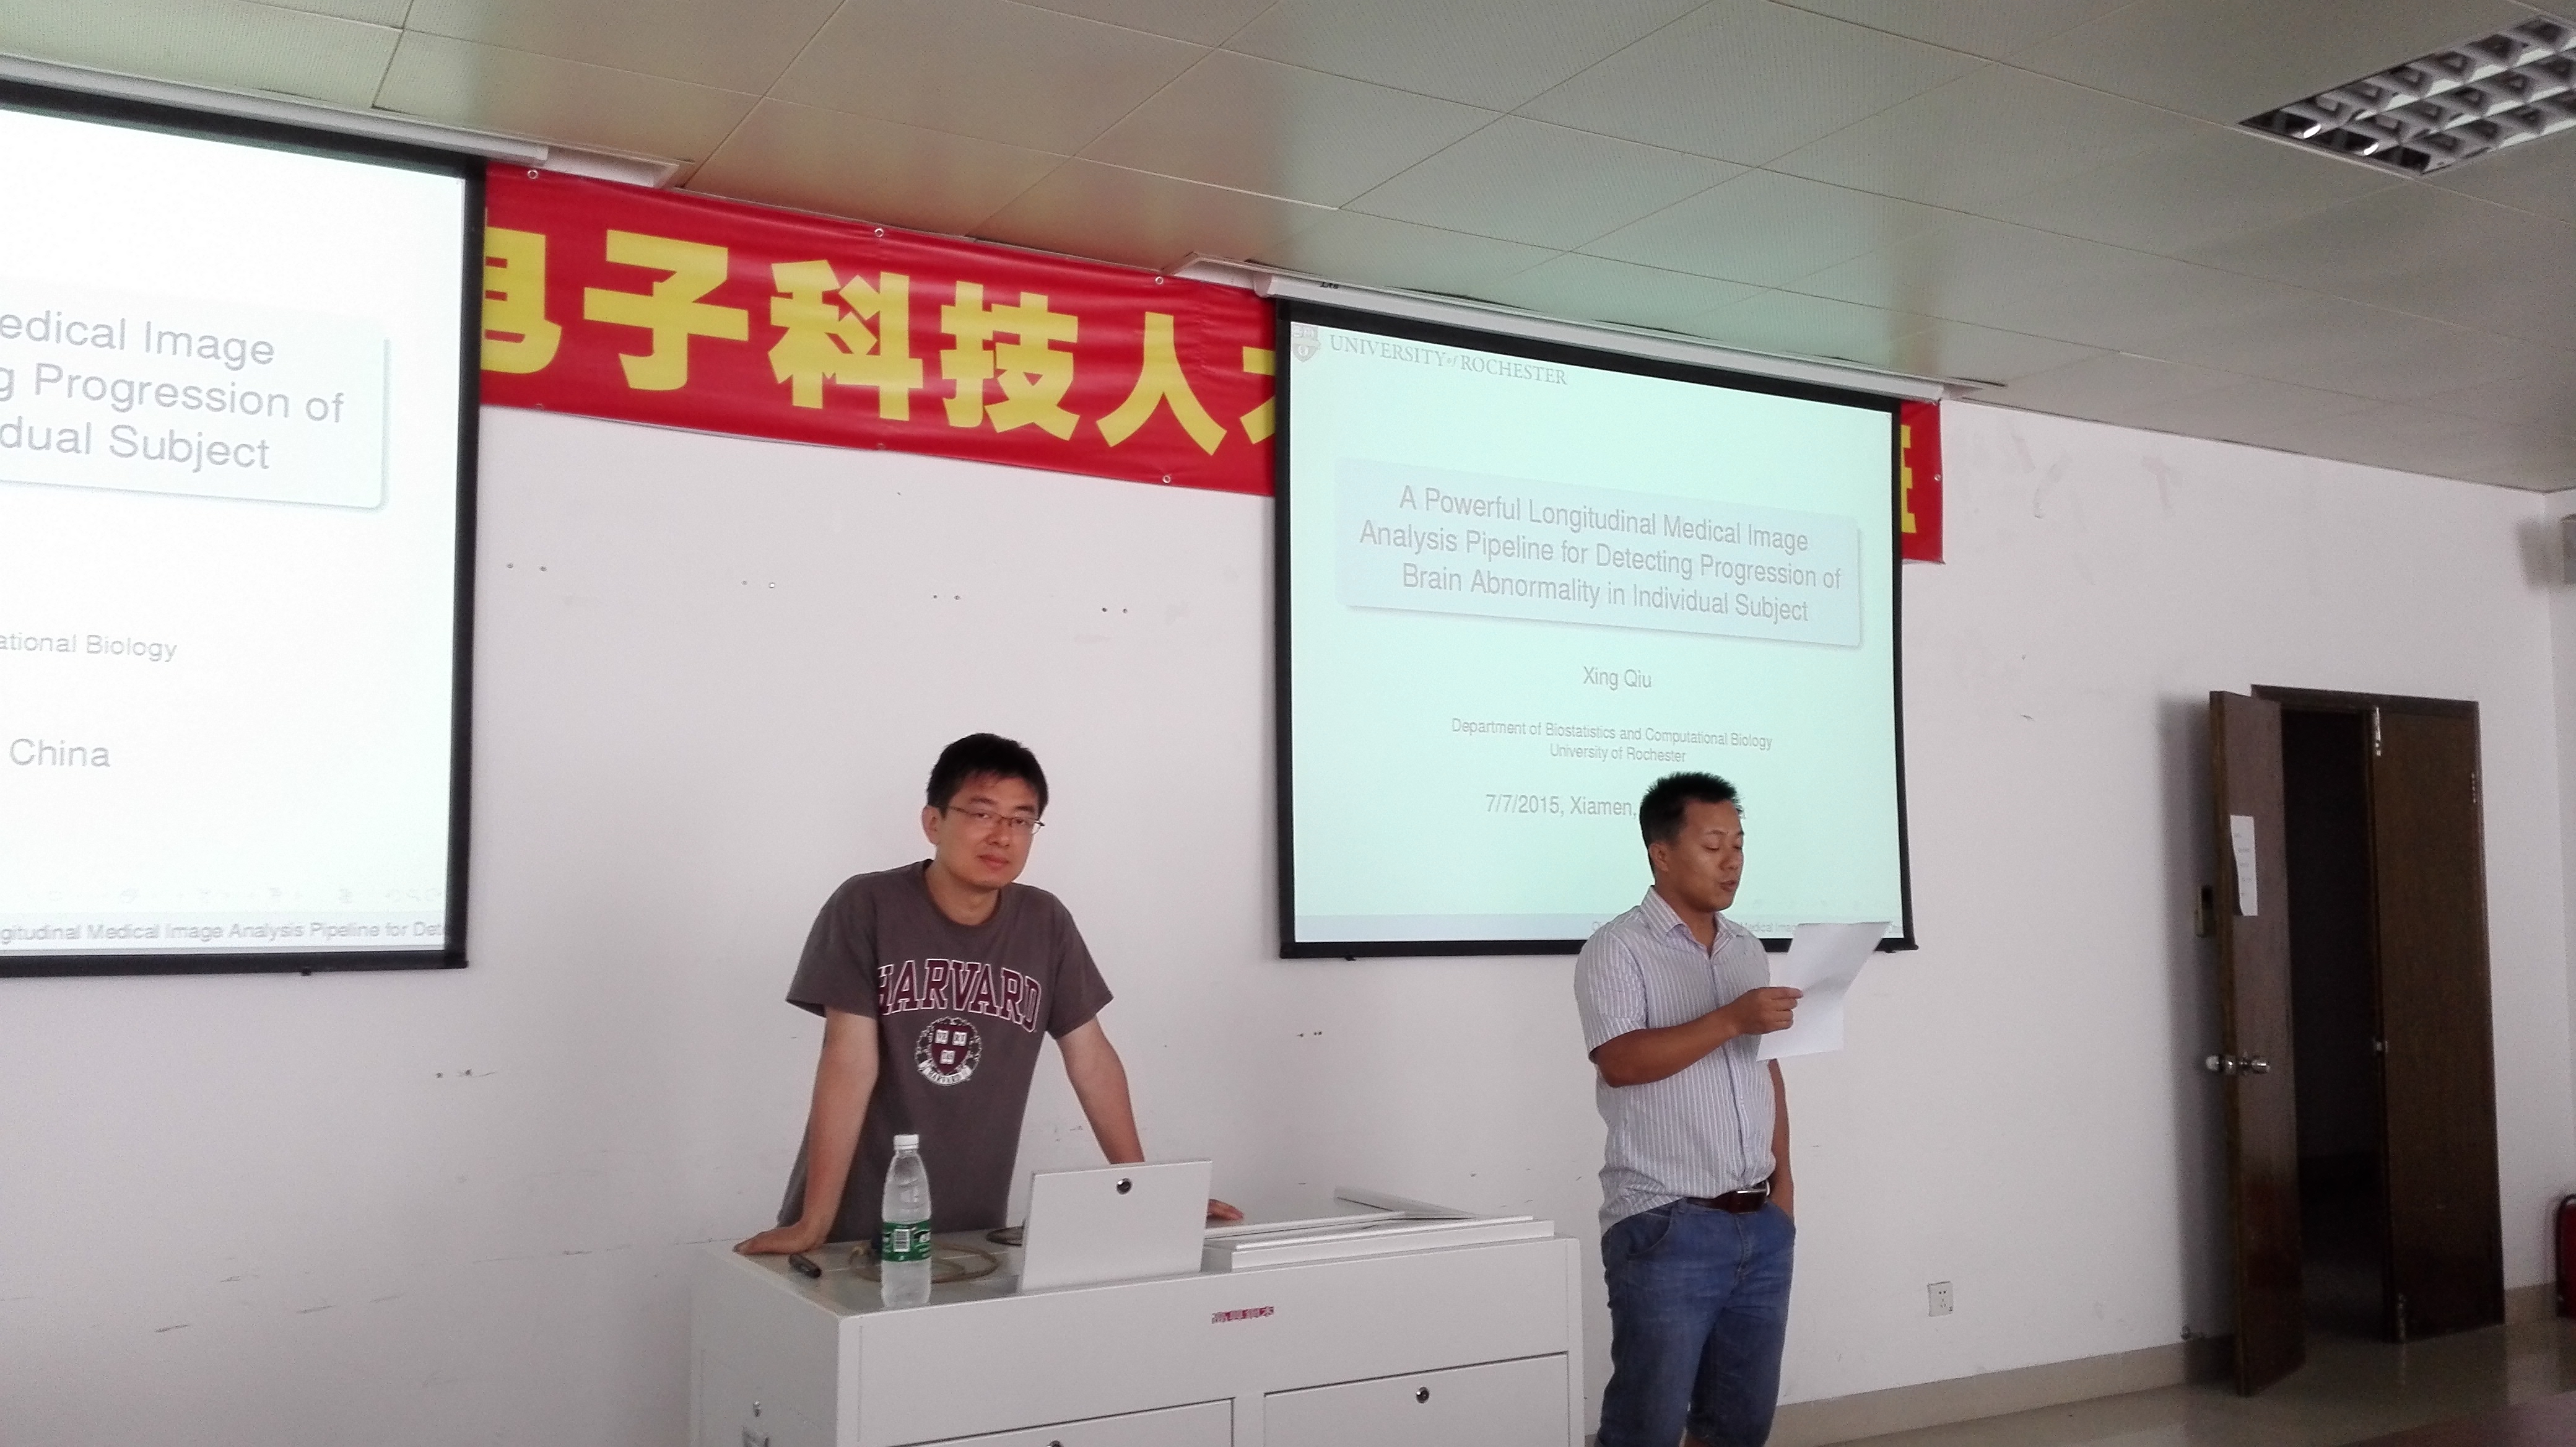 edical Image
g Progression of
dual Subject
ational Biology
China
gitudinal Medical Image Analysis Pipeline for Det
电子科技人
UNIVERSITY of ROCHESTER
A Powerful Longitudinal Medical Image
Analysis Pipeline for Detecting Progression of
Brain Abnormality in Individual Subject
Xing Qiu
Department of Biostatistics and Computational Biology
University of Rochester
7/7/2015, Xiamen,
HARVARD
HARVARD